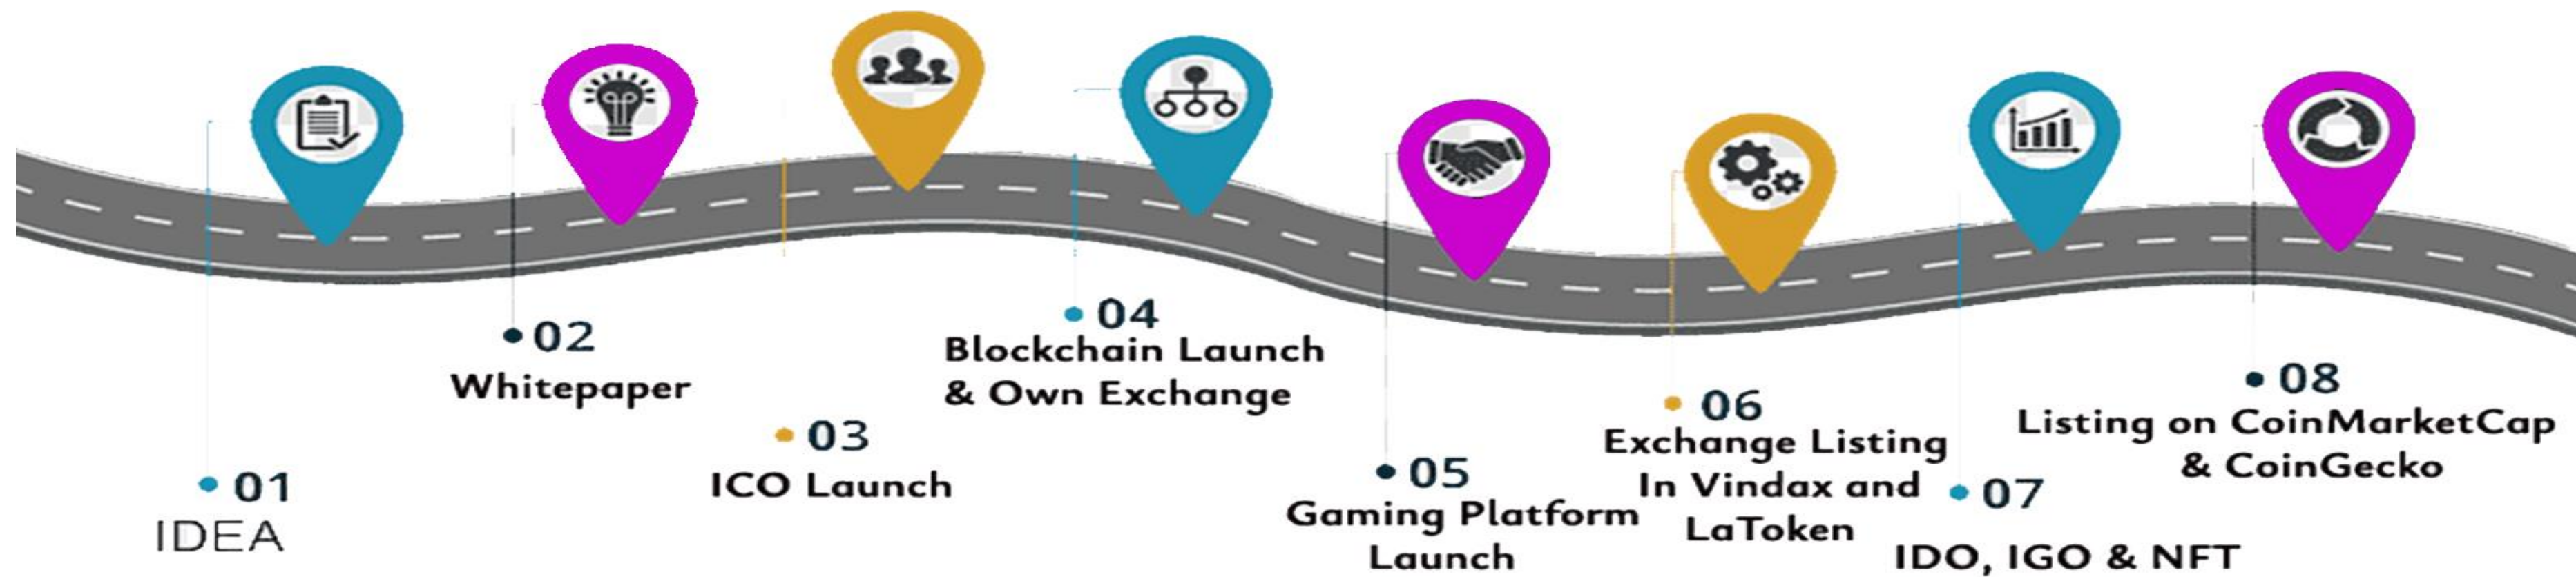 01
IDEA
02
Whitepaper
03
ICO Launch
04
Blockchain Launch
& Own Exchange
05
Gaming Platform
Launch
06
Exchange Listing
In Vindax and
LaToken
07
IDO, IGO & NFT
08
Listing on CoinMarketCap
& CoinGecko